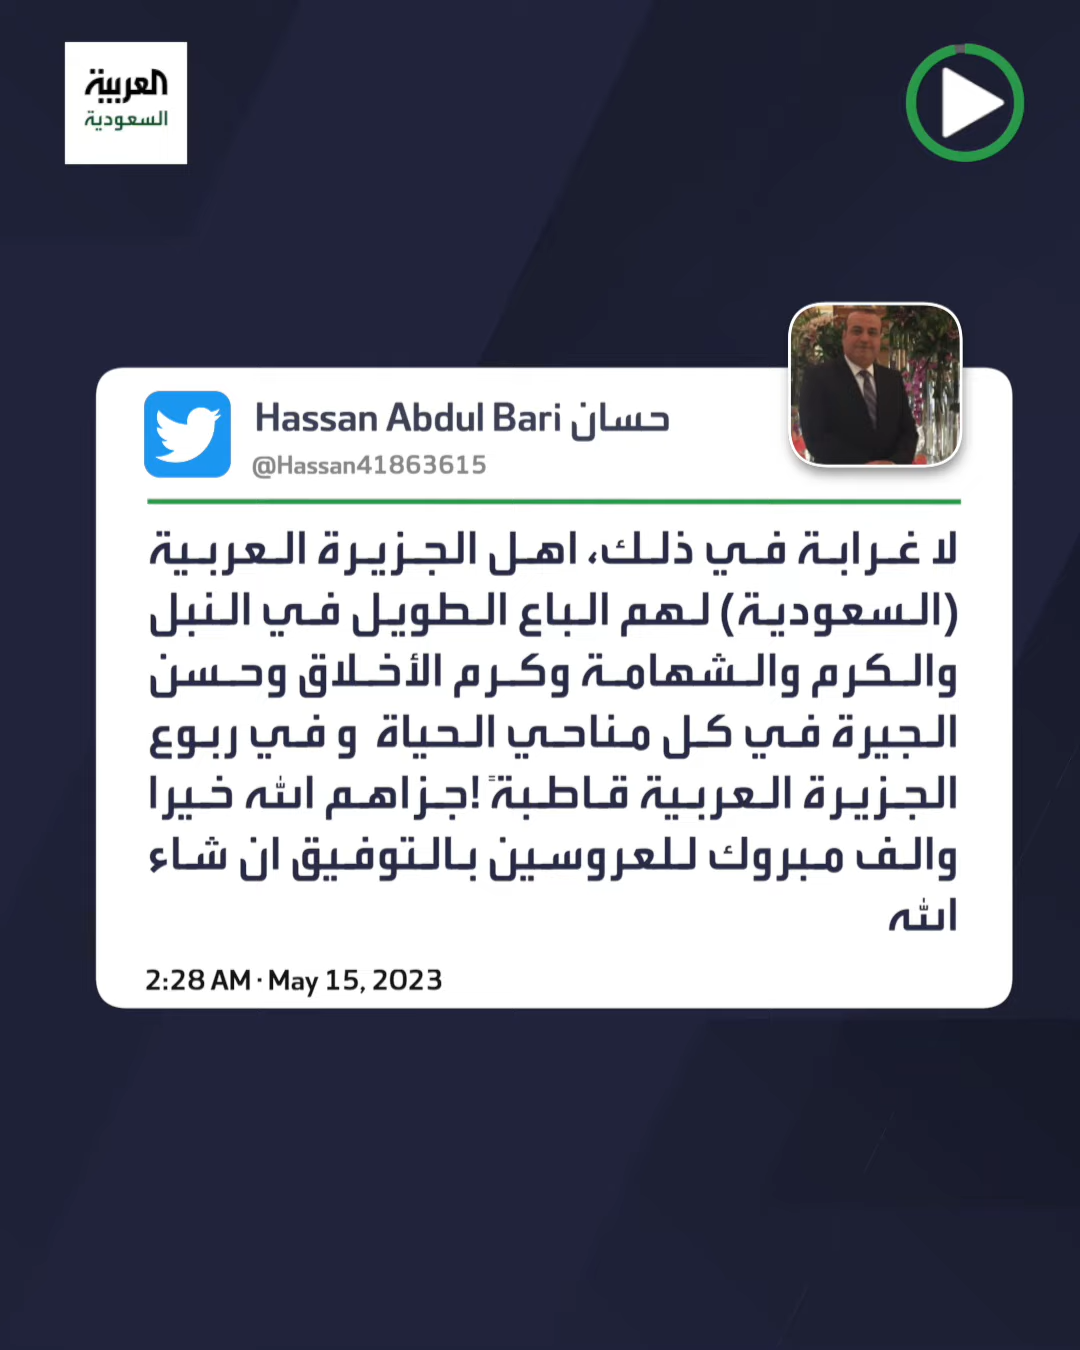 العربية
السعودية
Hassan Abdul Bari حسان
@Hassan41863615
لا غرابة في ذلك، اهل الجزيرة العربية
(السعودية) لهم الباع الطويل في النبل
والكرم والشهامة وكرم الأخلاق وحسن
الجيرة في كل مناحي الحياة و في ربوع
الجزيرة العربية قاطبةً !جزاهم الله خيرا
والف مبروك للعروسين بالتوفيق ان شاء
الله
2:28 AM · May 15, 2023